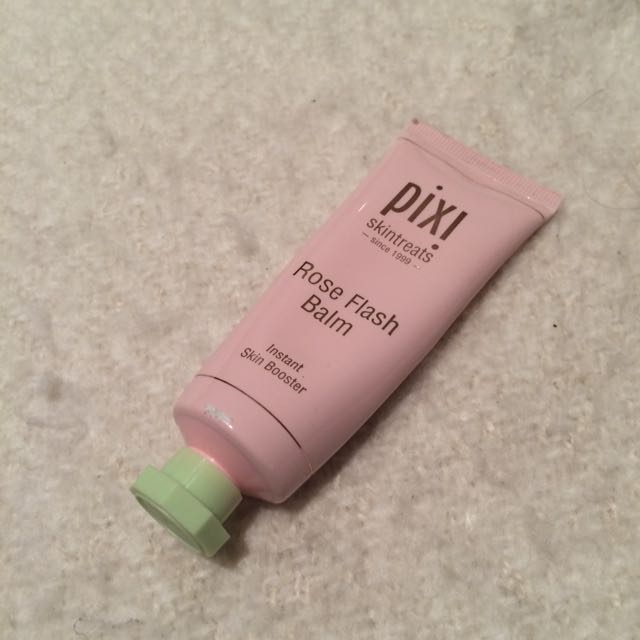 pixi
skintreats
– since 1999 –
Rose Flash
Balm
Instant
Skin Booster